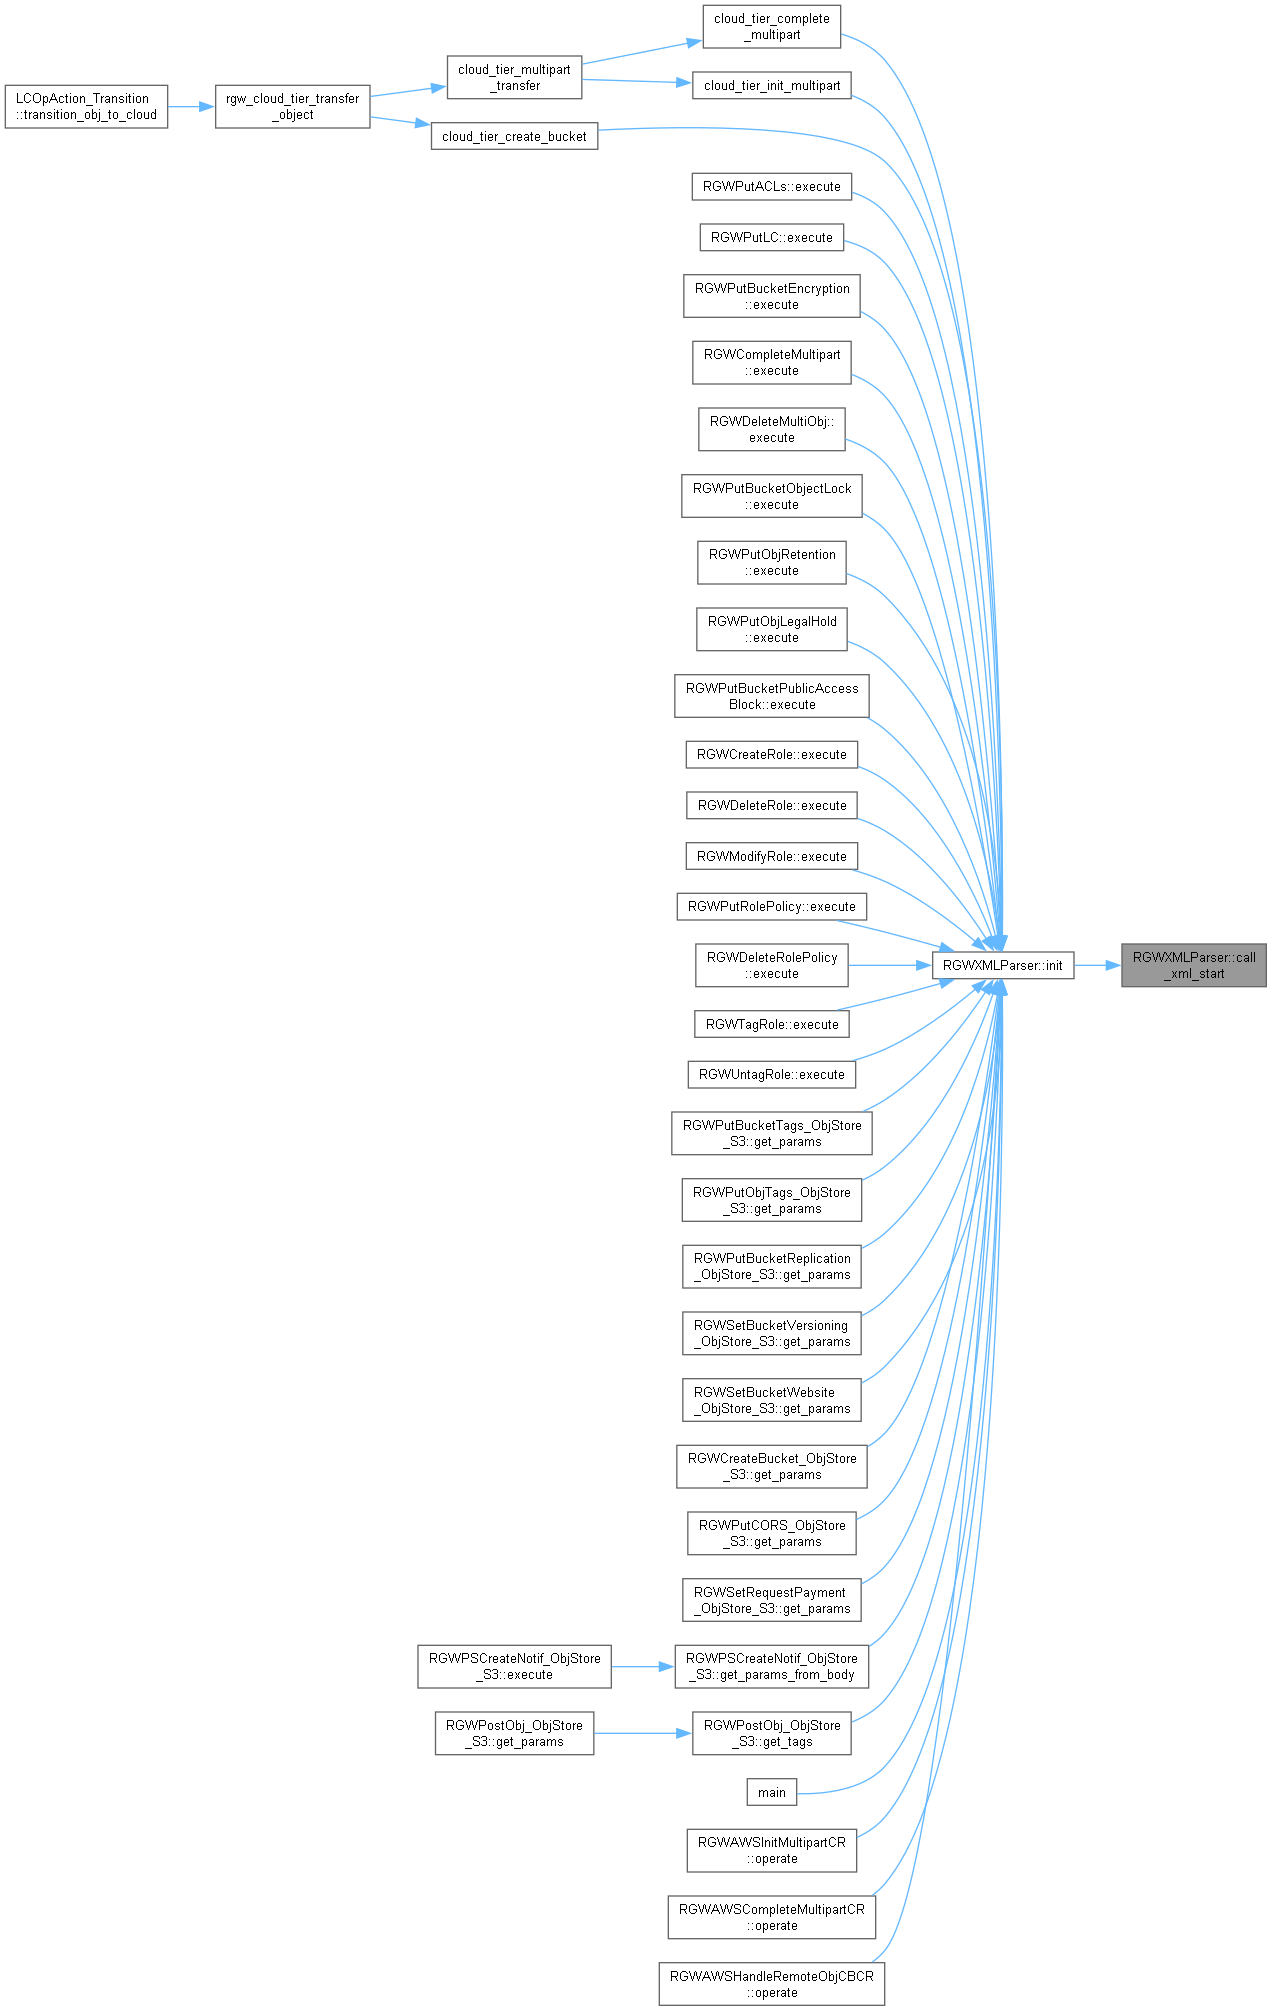 cloud_tier_complete
_multipart
cloud_tier_multipart
_transfer
cloud_tier_init_multipart
LCOpAction_Transition
::transition_obj_to_cloud
rgw_cloud_tier_transfer
_object
cloud_tier_create_bucket
RGWPutACLs::execute
RGWPutLC::execute
RGWPutBucketEncryption
::execute
RGWCompleteMultipart
::execute
RGWDeleteMultiObj::
execute
RGWPutBucketObjectLock
::execute
RGWPutObjRetention
::execute
RGWPutObjLegalHold
::execute
RGWPutBucketPublicAccess
Block::execute
RGWCreateRole::execute
RGWDeleteRole::execute
RGWModifyRole::execute
RGWPutRolePolicy::execute
RGWDeleteRolePolicy
::execute
RGWXMLParser::init
RGWXMLParser::call
_xml_start
RGWTagRole::execute
RGWUntagRole::execute
RGWPutBucketTags_ObjStore
_S3::get_params
RGWPutObjTags_ObjStore
_S3::get_params
RGWPutBucketReplication
_ObjStore_S3::get_params
RGWSetBucketVersioning
_ObjStore_S3::get_params
RGWSetBucketWebsite
_ObjStore_S3::get_params
RGWCreateBucket_ObjStore
_S3::get_params
RGWPutCORS_ObjStore
_S3::get_params
RGWSetRequestPayment
_ObjStore_S3::get_params
RGWPSCreateNotif_ObjStore
_S3::execute
RGWPSCreateNotif_ObjStore
_S3::get_params_from_body
RGWPostObj_ObjStore
_S3::get_params
RGWPostObj_ObjStore
_S3::get_tags
main
RGWAWSInitMultipartCR
::operate
RGWAWSCompleteMultipartCR
::operate
RGWAWSHandleRemoteObjCBCR
::operate